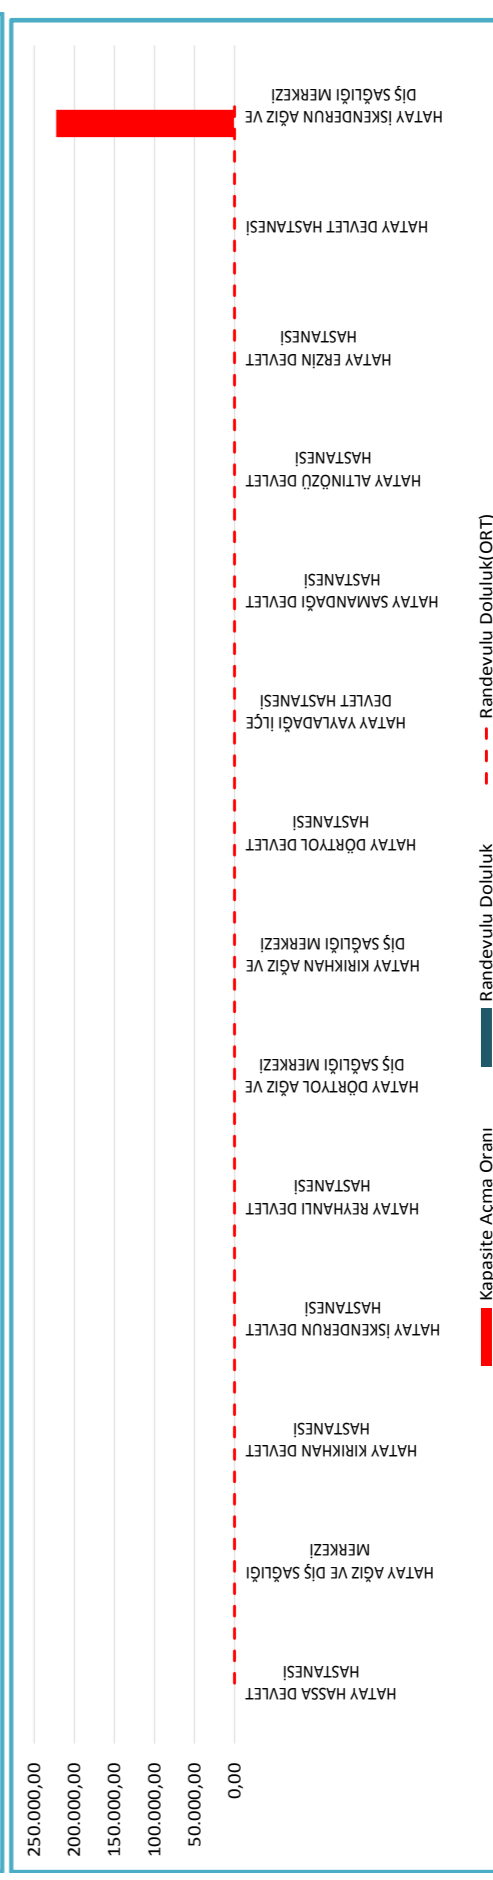 250.000,00
200.000,00
150.000,00
100.000,00
50.000,00
0,00
HATAY HASSA DEVLET
HASTANESİ
HATAY AĞIZ VE DİŞ SAĞLIĞI
MERKEZİ
HATAY KIRIKHAN DEVLET
HASTANESİ
HATAY İSKENDERUN DEVLET
HASTANESİ
HATAY REYHANLI DEVLET
HASTANESİ
HATAY DÖRTYOL AĞIZ VE
DİŞ SAĞLIĞI MERKEZİ
HATAY KIRIKHAN AĞIZ VE
DİŞ SAĞLIĞI MERKEZİ
HATAY DÖRTYOL DEVLET
HASTANESİ
HATAY YAYLADAĞI İLÇE
DEVLET HASTANESİ
HATAY SAMANDAĞI DEVLET
HASTANESİ
HATAY ALTINÖZÜ DEVLET
HASTANESİ
HATAY ERZİN DEVLET
HASTANESİ
HATAY DEVLET HASTANESİ
HATAY İSKENDERUN AĞIZ VE
DİŞ SAĞLIĞI MERKEZİ
Kapasite Açma Oranı
Randevulu Doluluk
Randevulu Doluluk(ORT)